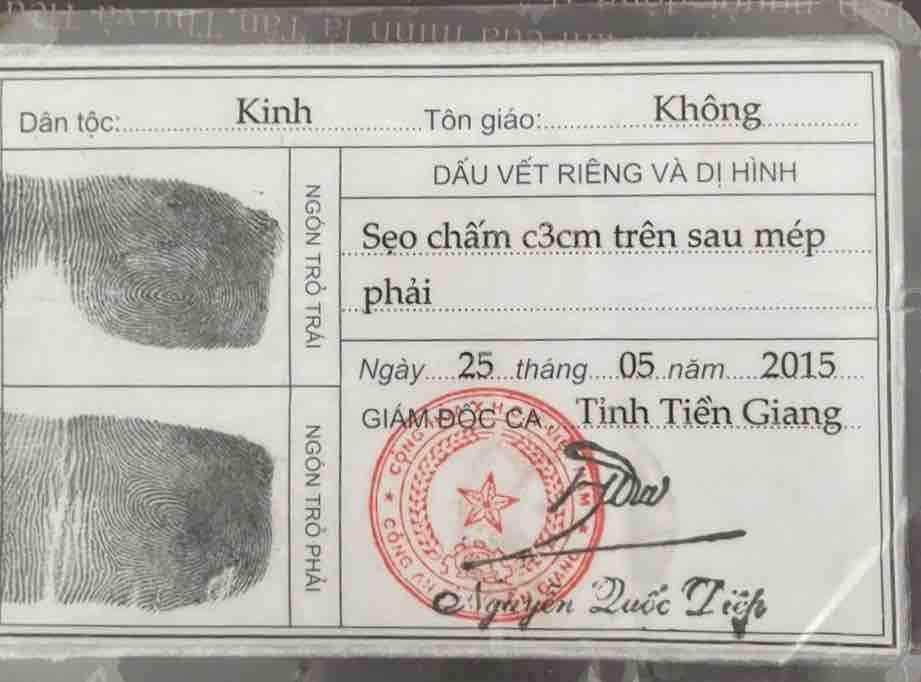 Dân tộc: Kinh Tôn giáo: Không
NGÓN TRỎ TRÁI
NGÓN TRỎ PHẢI
DẤU VẾT RIÊNG VÀ DỊ HÌNH
Sẹo chấm c3cm trên sau mép
phải
Ngày 25 tháng 05 năm 2015
GIÁM ĐỐC CA Tỉnh Tiền Giang
Nguyễn Quốc Tiệp